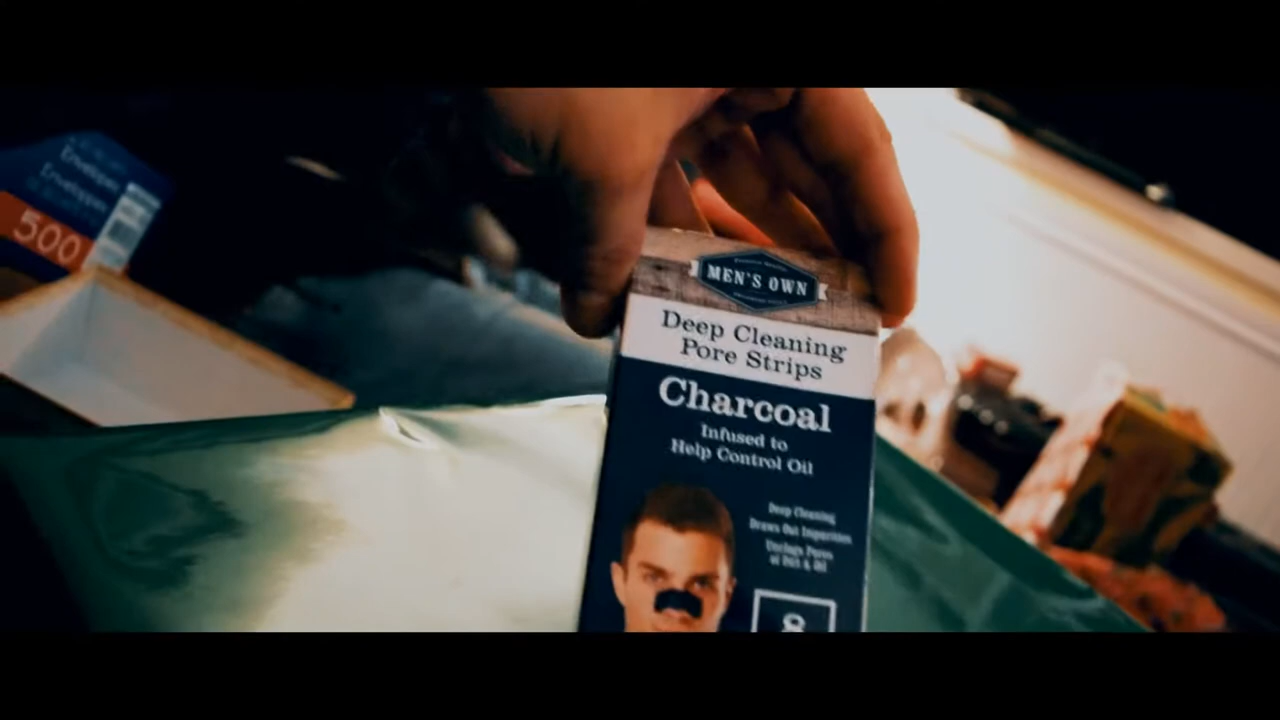 Envelopes
Envelopes
500
MEN'S OWN
Deep Cleaning
Pore Strips
Charcoal
Infused to
Help Control Oil
Deep Cleaning
Draws Out Impurities
Unclogs Pores
of Dirt & Oil
8